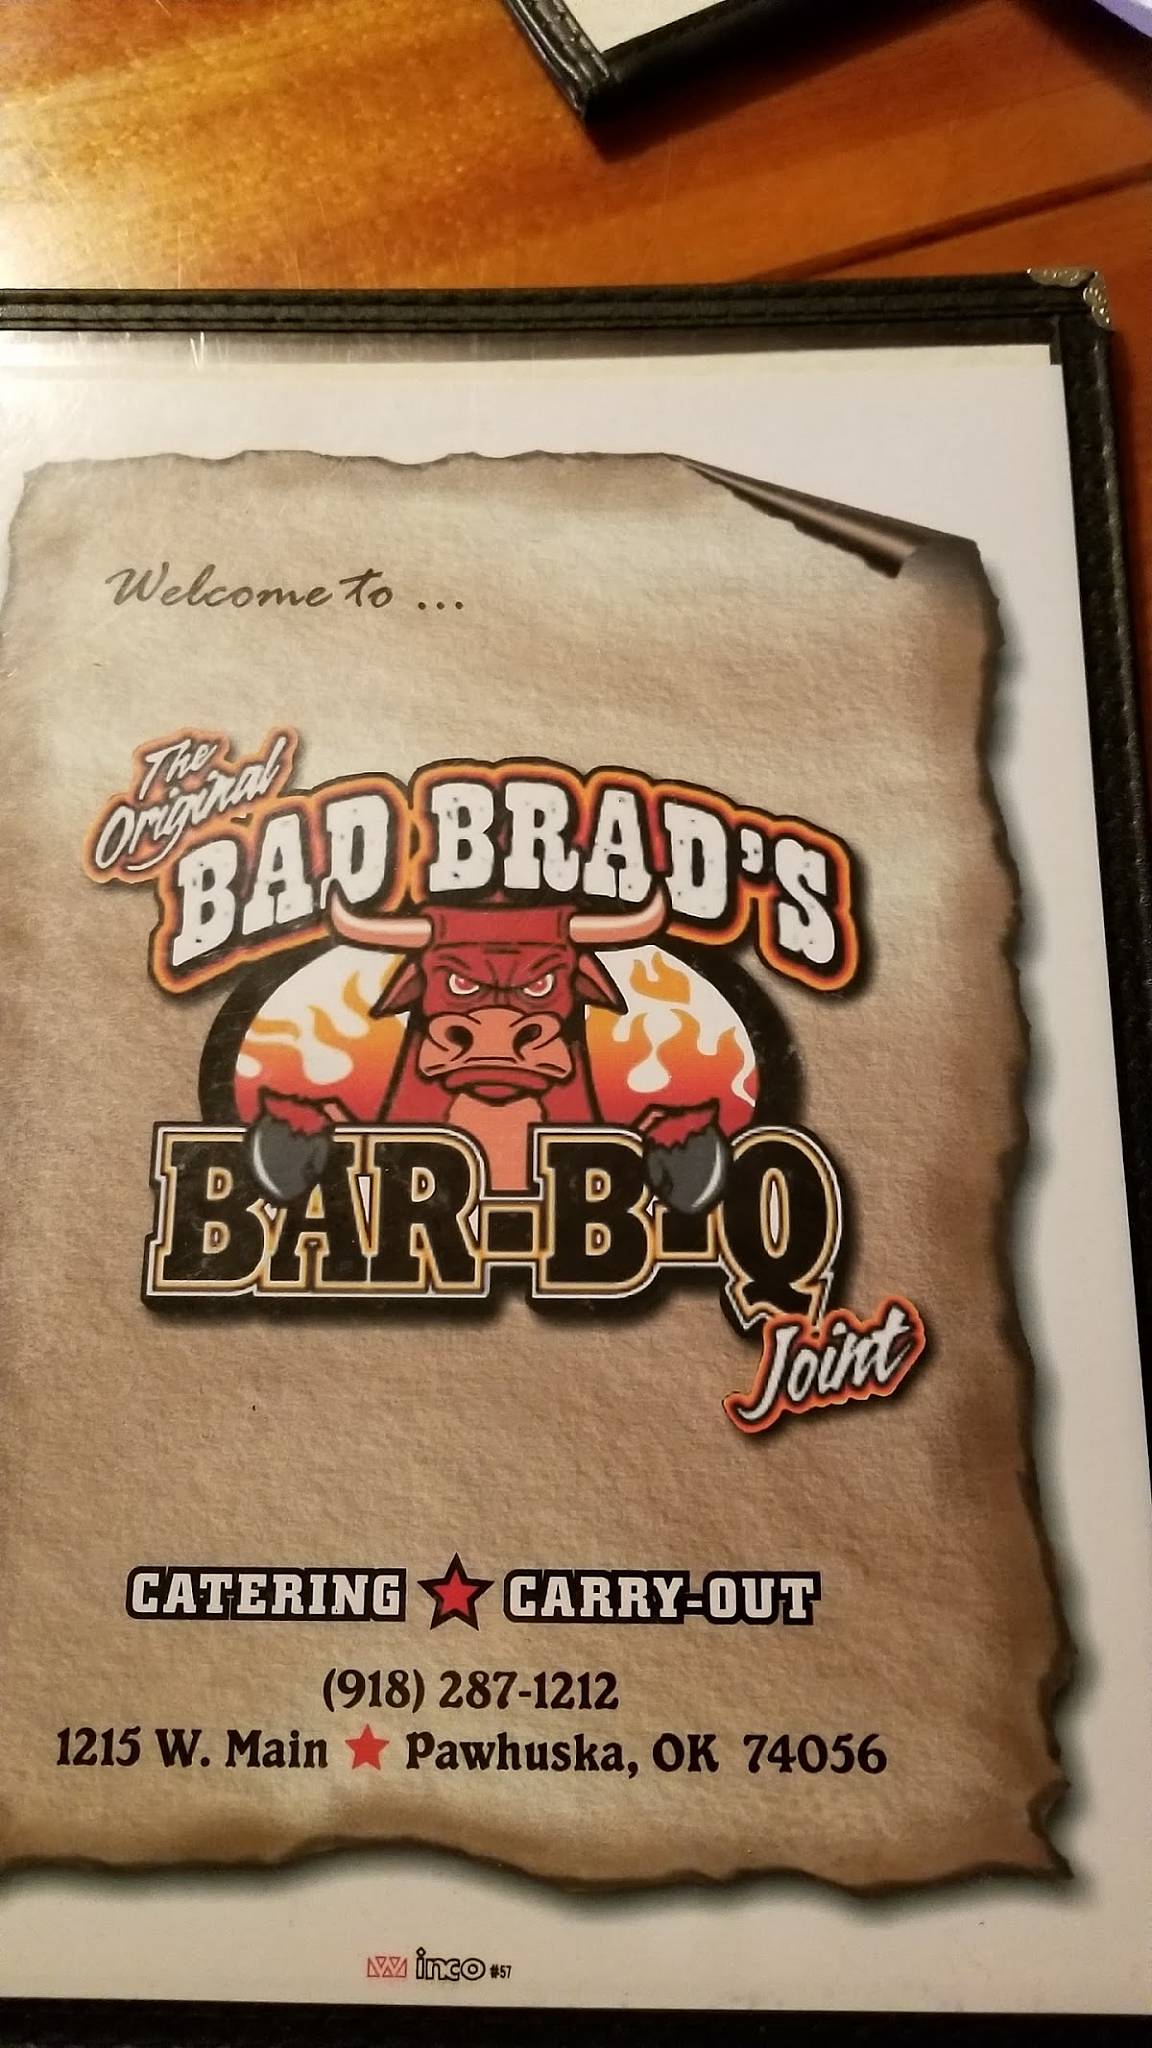 Welcome to ...
The
Original
BAD BRAD'S
BAR-B-Q
Joint
CATERING ★ CARRY-OUT
(918) 287-1212
1215 W. Main ★ Pawhuska, OK 74056
W inco #57